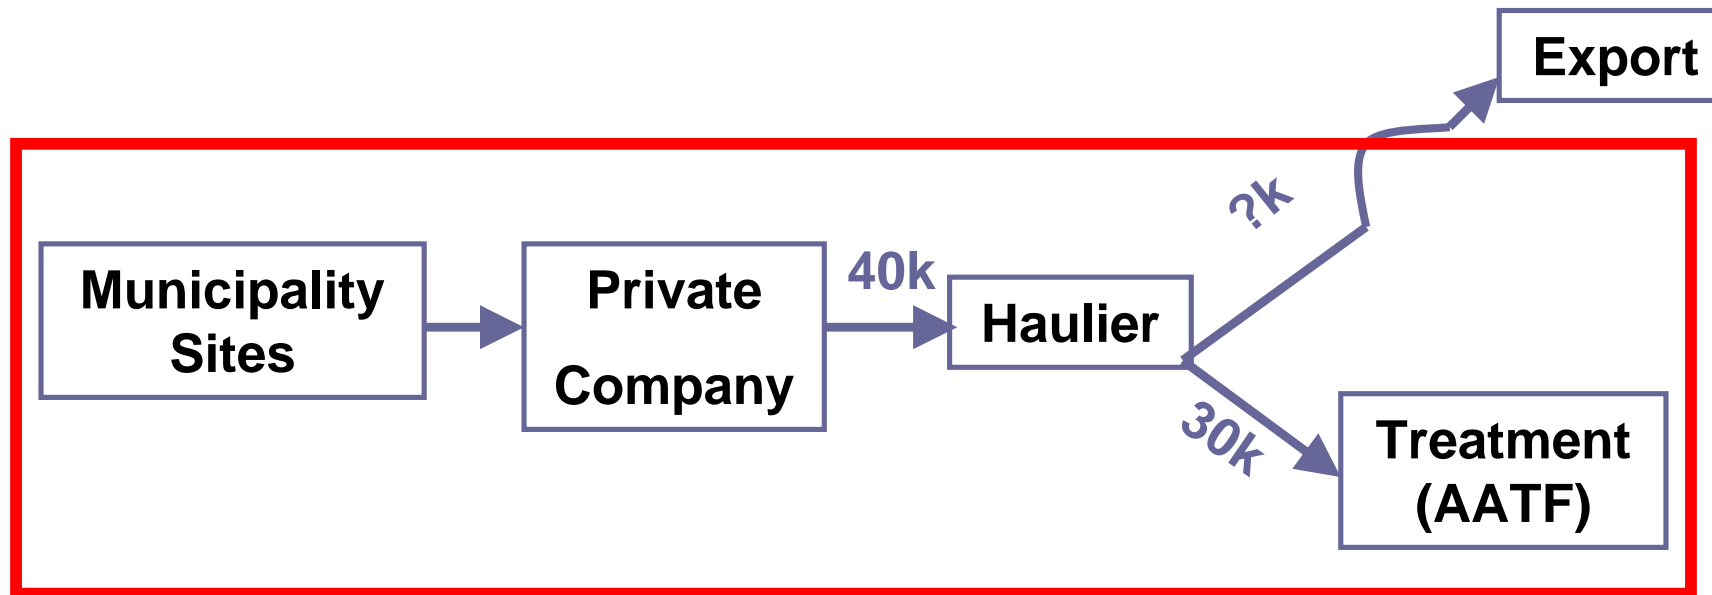 Export
?k
Municipality
Sites
Private
Company
40k
Haulier
30k
Treatment
(AATF)